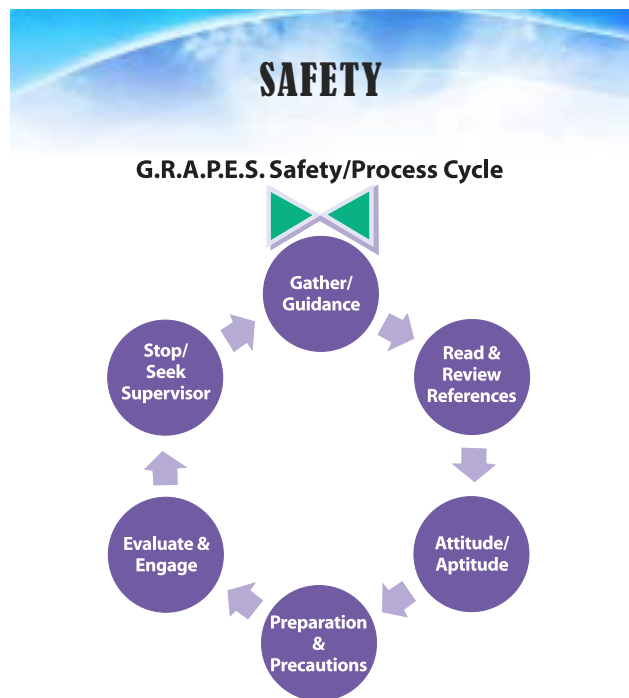 SAFETY
G.R.A.P.E.S. Safety/Process Cycle
Gather/
Guidance
Read &
Review
References
Attitude/
Aptitude
Preparation
&
Precautions
Evaluate &
Engage
Stop/
Seek
Supervisor